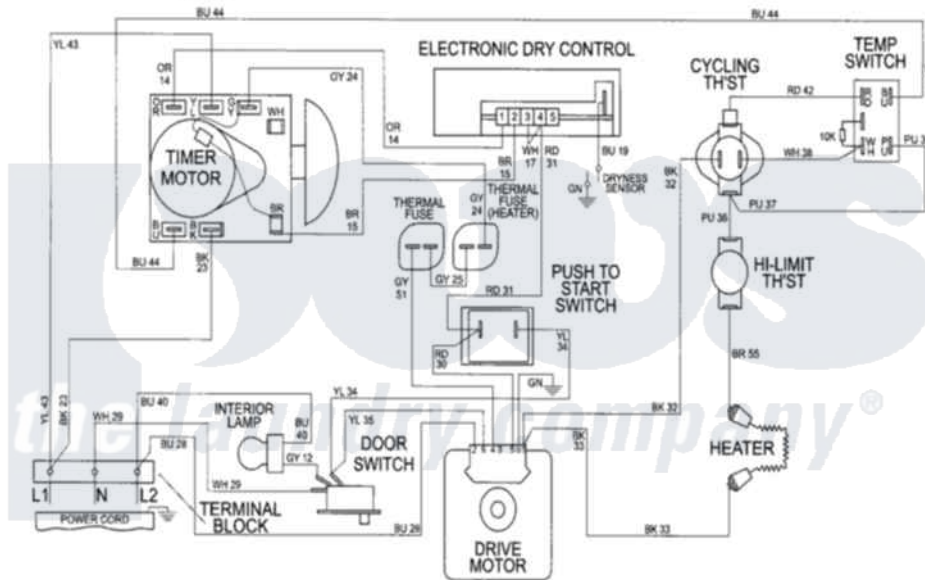 BU 44
BU 44
YL 43
OR
14
GY 24
ELECTRONIC DRY CONTROL
CYCLING
TH'ST
TEMP
SWITCH
RD 42
OR
YL
GY
WH
TIMER
MOTOR
BR
BU
BK
OR
14
1 2 3 4 5
BR
15
WH
17
RD
31
BU 19
GN
DRYNESS
SENSOR
10K
WH 38
BK
32
PU 37
PU 36
BR
15
THERMAL
FUSE
GY
24
THERMAL
FUSE
(HEATER)
BU 44
BK
23
GY
51
GY 25
RD 31
PUSH TO
START
SWITCH
HI-LIMIT
TH'ST
RD
30
YL
34
GN
BR 55
YL 43
BK 23
WH 29
BU 40
BU 28
INTERIOR
LAMP
BU
40
GY 12
YL 34
YL 35
DOOR
SWITCH
BK 32
BK
33
HEATER
the laundry company®
L1 N L2
WH 29
TERMINAL
BLOCK
POWER CORD
BU 28
DRIVE
MOTOR
BK 33